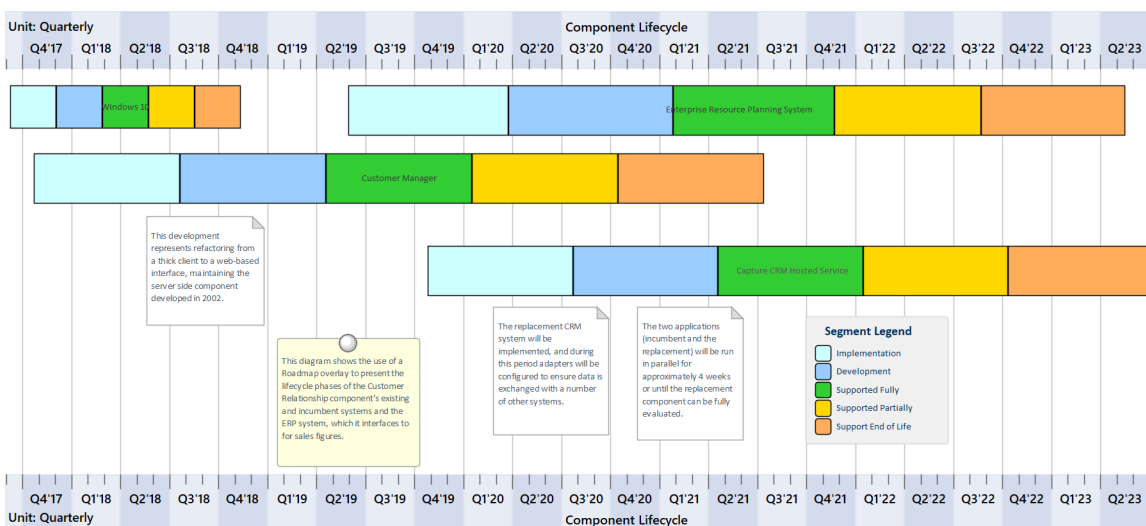 Unit: Quarterly
Component Lifecycle
Q4'17 Q1'18 Q2'18 Q3'18 Q4'18 Q1'19 Q2'19 Q3'19 Q4'19 Q1'20 Q2'20 Q3'20 Q4'20 Q1'21 Q2'21 Q3'21 Q4'21 Q1'22 Q2'22 Q3'22 Q4'22 Q1'23 Q2'23
Windows 10
Enterprise Resource Planning System
Customer Manager
This development
represents refactoring from
a thick client to a web-based
interface, maintaining the
server side component
developed in 2002.
Capture CRM Hosted Service
This diagram shows the use of a
Roadmap overlay to present the
lifecycle phases of the Customer
Relationship component's existing
and incumbent systems and the
ERP system, which it interfaces to
for sales figures.
The replacement CRM
system will be
implemented, and during
this period adapters will be
configured to ensure data is
exchanged with a number
of other systems.
The two applications
(incumbent and the
replacement) will be run
in parallel for
approximately 4 weeks
or until the replacement
component can be fully
evaluated.
Segment Legend
Implementation
Development
Supported Fully
Supported Partially
Support End of Life
Q4'17 Q1'18 Q2'18 Q3'18 Q4'18 Q1'19 Q2'19 Q3'19 Q4'19 Q1'20 Q2'20 Q3'20 Q4'20 Q1'21 Q2'21 Q3'21 Q4'21 Q1'22 Q2'22 Q3'22 Q4'22 Q1'23 Q2'23
Unit: Quarterly
Component Lifecycle